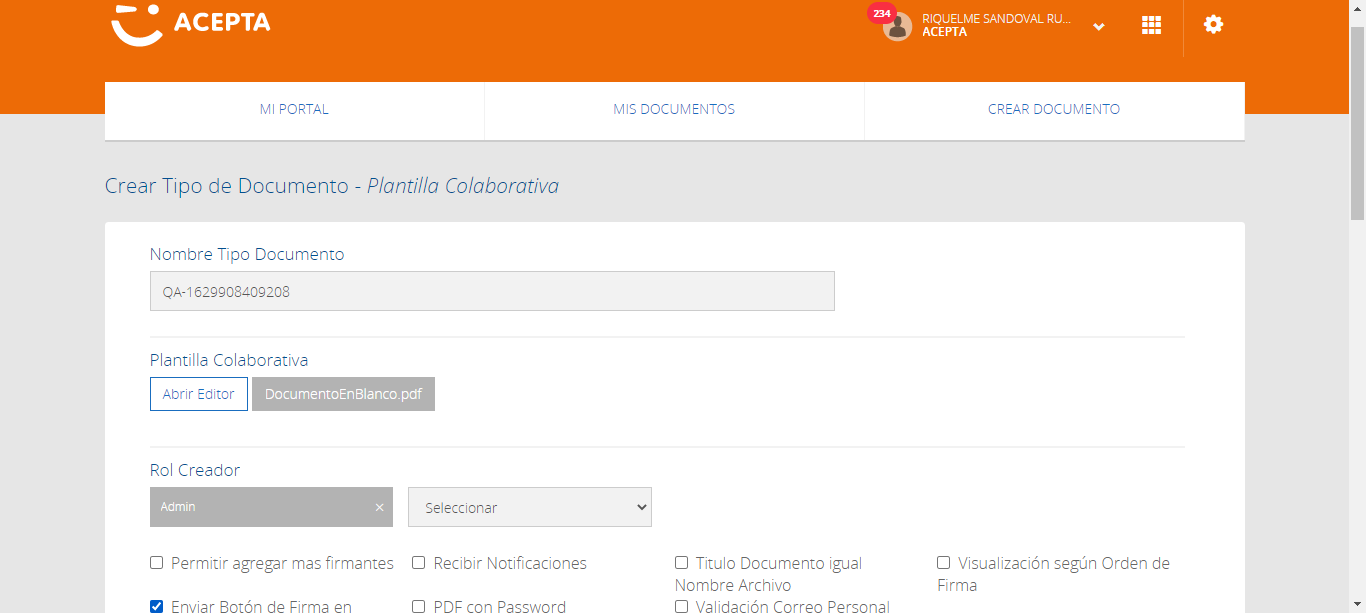 ACEPTA
234
RIQUELME SANDOVAL RU...
ACEPTA
MI PORTAL
MIS DOCUMENTOS
CREAR DOCUMENTO
Crear Tipo de Documento - Plantilla Colaborativa
Nombre Tipo Documento
QA-1629908409208
Plantilla Colaborativa
Abrir Editor
DocumentoEnBlanco.pdf
Rol Creador
Admin ×
Seleccionar
Permitir agregar mas firmantes
Recibir Notificaciones
Titulo Documento igual
Nombre Archivo
Visualización según Orden de
Firma
Enviar Botón de Firma en
PDF con Password
Validación Correo Personal